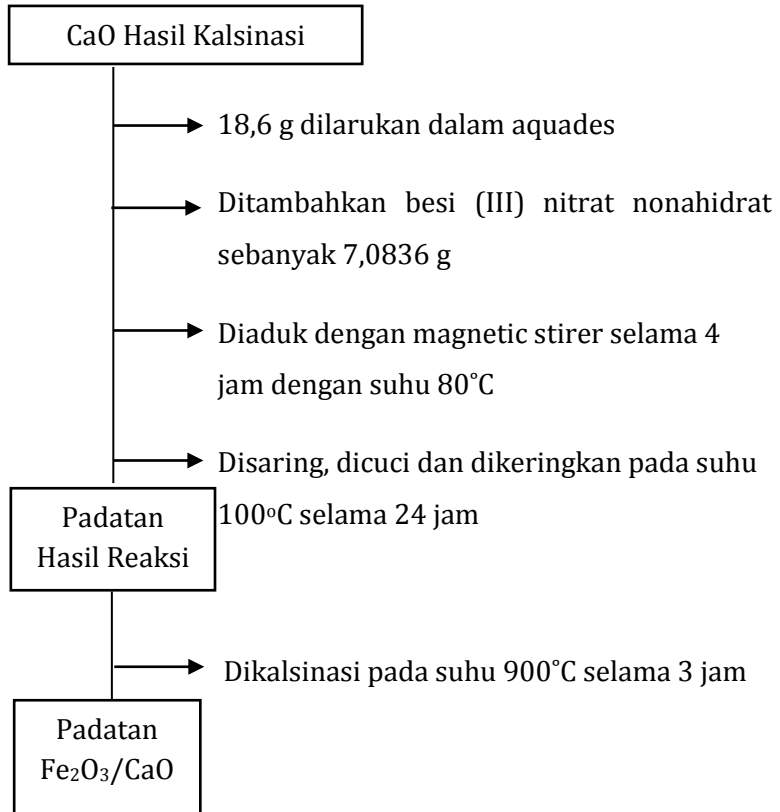 CaO Hasil Kalsinasi
18,6 g dilarukan dalam aquades
Ditambahkan besi (III) nitrat nonahidrat
sebanyak 7,0836 g
Diaduk dengan magnetic stirer selama 4
jam dengan suhu 80°C
Disaring, dicuci dan dikeringkan pada suhu
100°C selama 24 jam
Padatan
Hasil Reaksi
Dikalsinasi pada suhu 900°C selama 3 jam
Padatan
Fe₂O₃/CaO